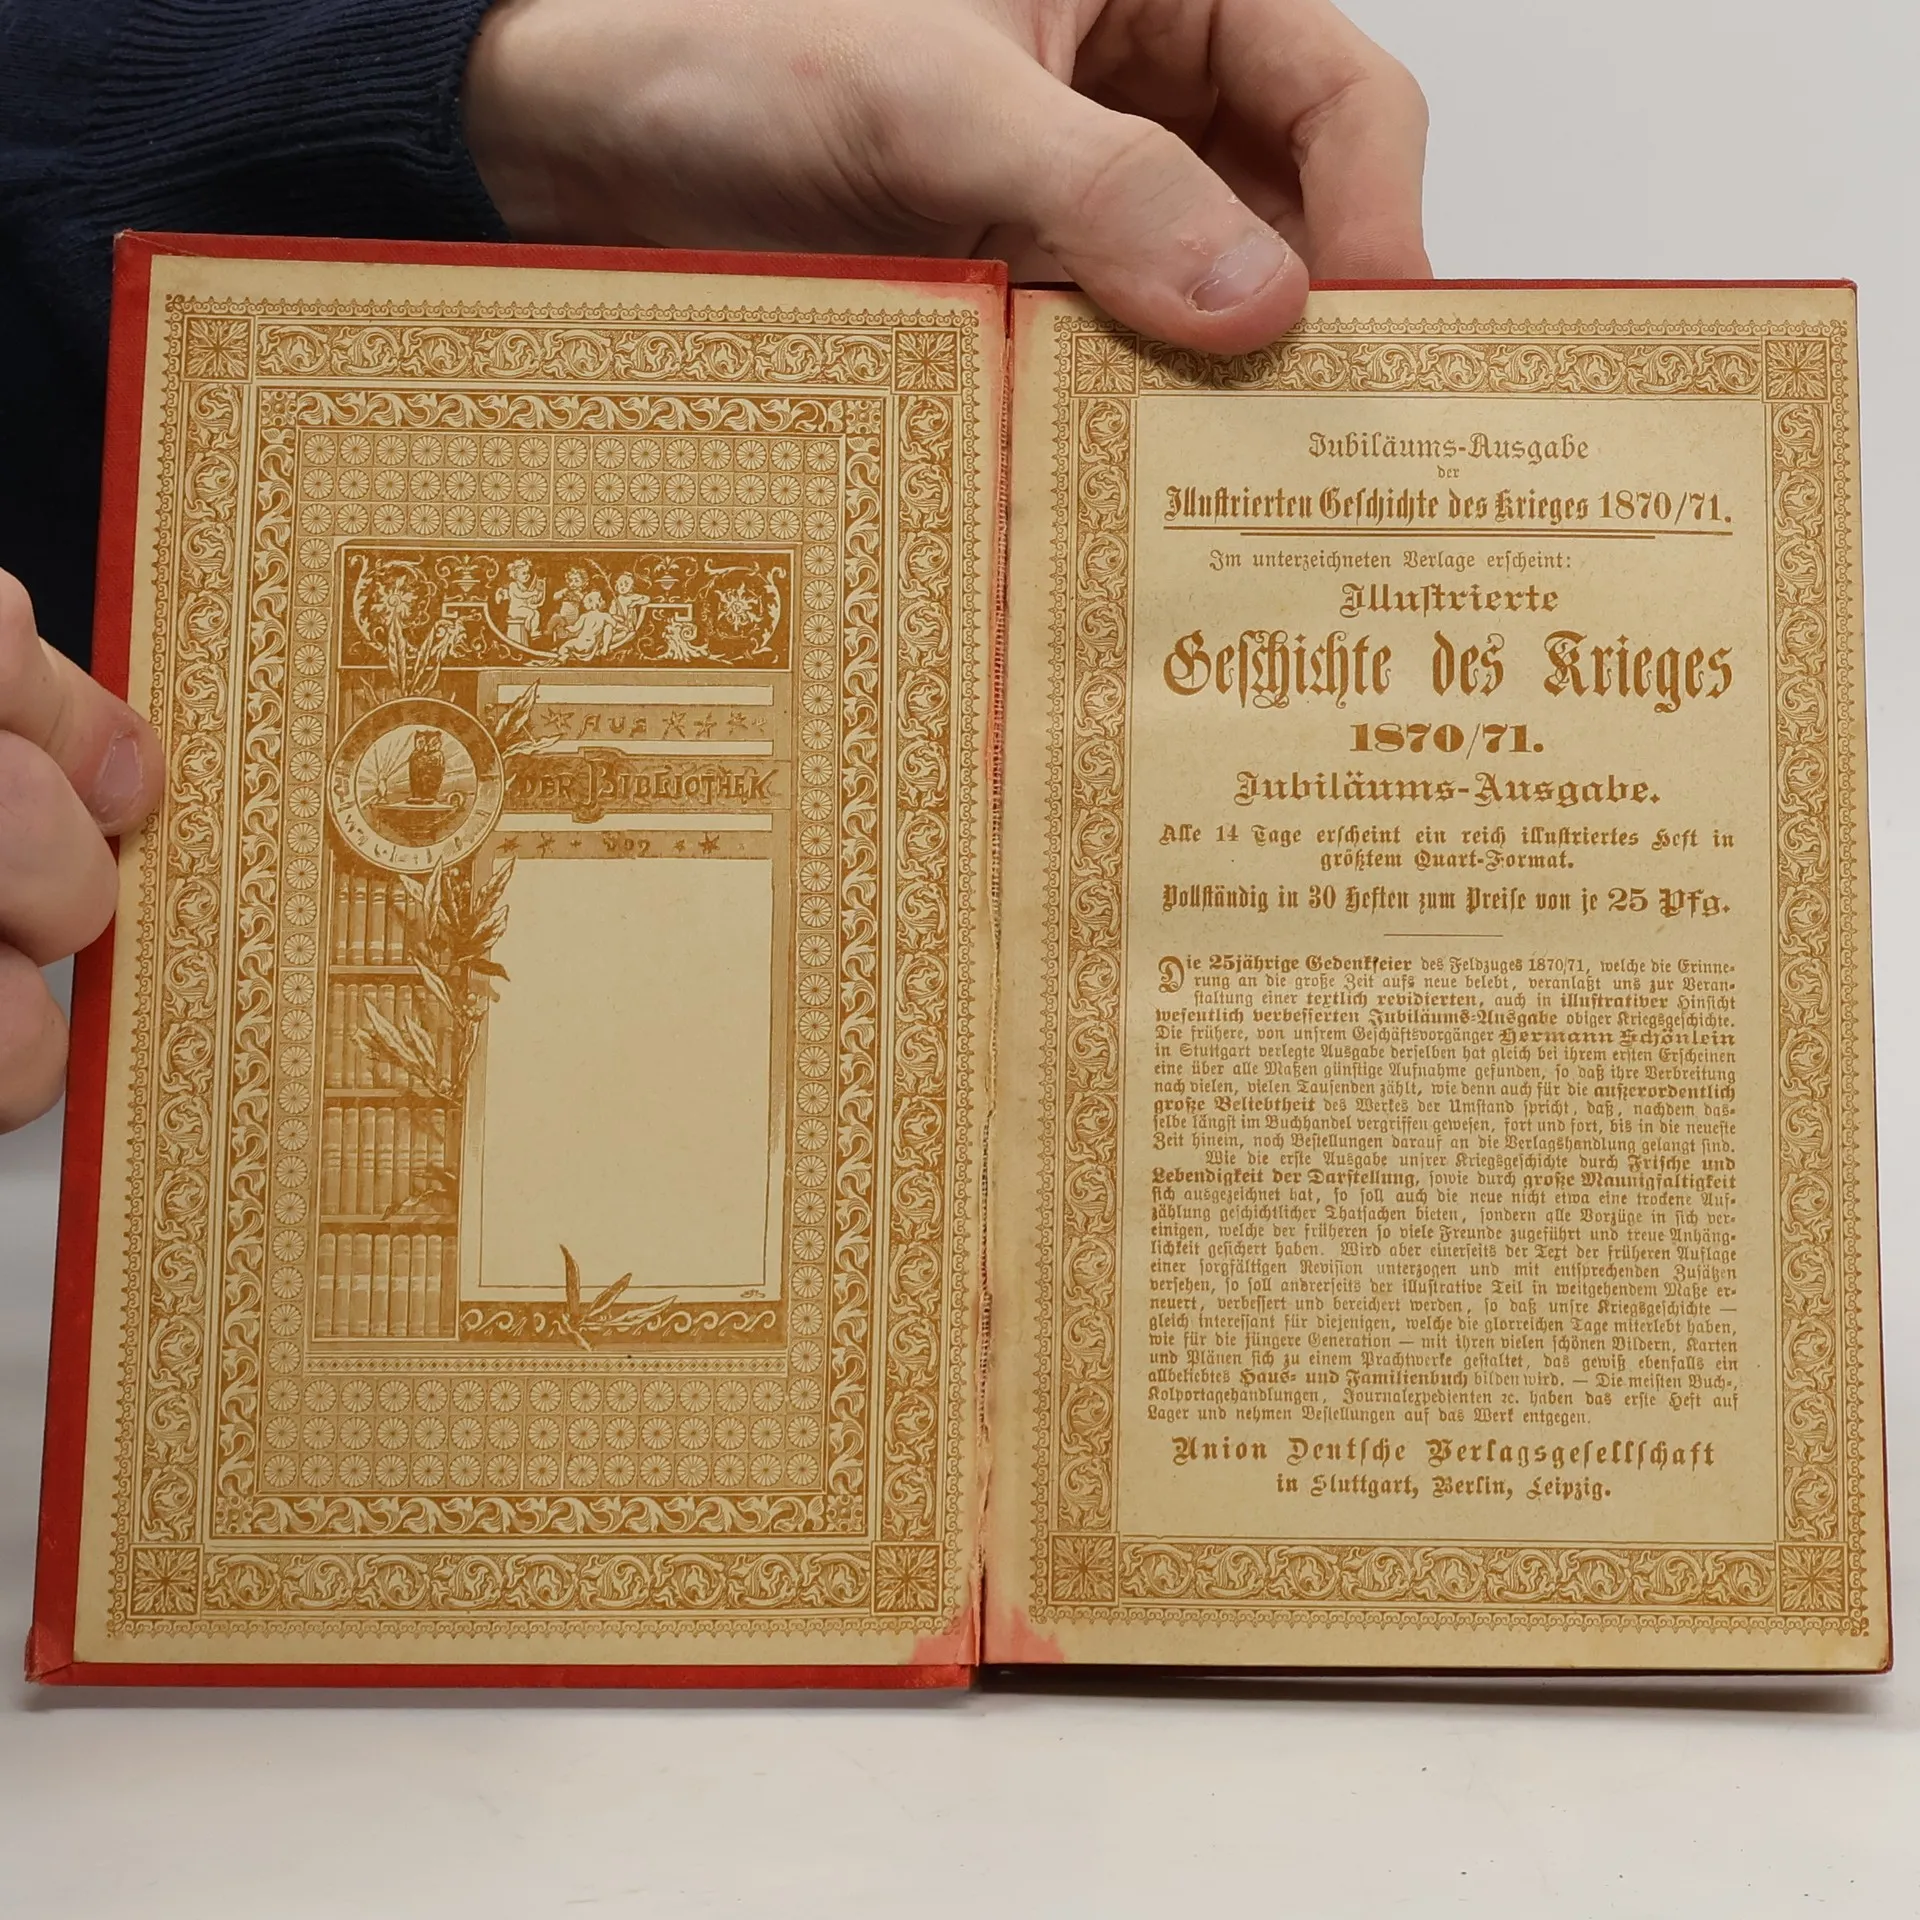 AUS
DER BIBLIOTHEK
von
Jubiläums-Ausgabe
der
Illustrierten Geschichte des Krieges 1870/71.
Im unterzeichneten Verlage erscheint:
Illustrierte
Geschichte des Krieges
1870/71.
Jubiläums-Ausgabe.
Alle 14 Tage erscheint ein reich illustriertes Heft in
größtem Quart-Format.
Vollständig in 30 Heften zum Preise von je 25 Pfg.
Die 25jährige Gedenkfeier des Feldzuges 1870/71, welche die Erinne-
rung an die große Zeit aufs neue belebt, veranlaßt uns zur Veran-
staltung einer textlich revidierten, auch in illustrativer Hinsicht
wesentlich verbesserten Jubiläums-Ausgabe obiger Kriegsgeschichte.
Die frühere, von unsrem Geschäftsvorgänger Hermann Schönlein
in Stuttgart verlegte Ausgabe derselben hat gleich bei ihrem ersten Erscheinen
eine über alle Maßen günstige Aufnahme gefunden, so daß ihre Verbreitung
nach vielen, vielen Tausenden zählt, wie denn auch für die außerordentlich
große Beliebtheit des Werkes der Umstand spricht, daß, nachdem das-
selbe längst im Buchhandel vergriffen gewesen, fort und fort, bis in die neueste
Zeit hinein, noch Bestellungen darauf an die Verlagshandlung gelangt sind.
Wie die erste Ausgabe unsrer Kriegsgeschichte durch Frische und
Lebendigkeit der Darstellung, sowie durch große Mannigfaltigkeit
sich ausgezeichnet hat, so soll auch die neue nicht etwa eine trockene Auf-
zählung geschichtlicher Thatsachen bieten, sondern alle Vorzüge in sich ver-
einigen, welche der früheren so viele Freunde zugeführt und treue Anhäng-
lichkeit gesichert haben. Wird aber einerseits der Text der früheren Auflage
einer sorgfältigen Revision unterzogen und mit entsprechenden Zusätzen
versehen, so soll andrerseits der illustrative Teil in weitgehendem Maße er-
neuert, verbessert und bereichert werden, so daß unsre Kriegsgeschichte —
gleich interessant für diejenigen, welche die glorreichen Tage miterlebt haben,
wie für die jüngere Generation — mit ihren vielen schönen Bildern, Karten
und Plänen sich zu einem Prachtwerke gestaltet, das gewiß ebenfalls ein
allbeliebtes Haus- und Familienbuch bilden wird. — Die meisten Buch-,
Kolportagehandlungen, Journalexpedienten ꝛc. haben das erste Heft auf
Lager und nehmen Bestellungen auf das Werk entgegen.
Union Deutsche Verlagsgesellschaft
in Stuttgart, Berlin, Leipzig.